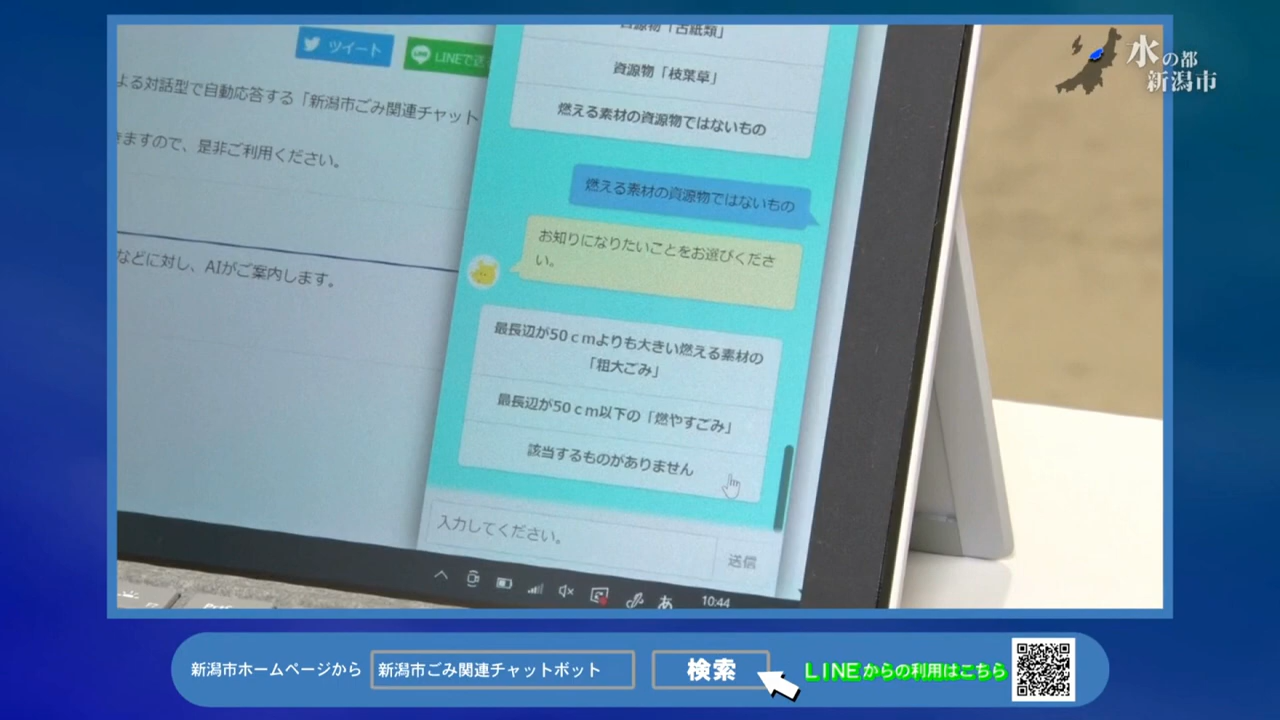 水の都
新潟市
ツイート
LINEで送
よる対話型で自動応答する「新潟市ごみ関連チャット
きますので、是非ご利用ください。
などに対し、AIがご案内します。
資源物「古紙類」
資源物「枝葉草」
燃える素材の資源物ではないもの
燃える素材の資源物ではないもの
お知りになりたいことをお選びくださ
い。
最長辺が50cmよりも大きい燃える素材の
「粗大ごみ」
最長辺が50cm以下の「燃やすごみ」
該当するものがありません
入力してください。
送信
あ
10:44
新潟市ホームページから
新潟市ごみ関連チャットボット
検索
LINEからの利用はこちら